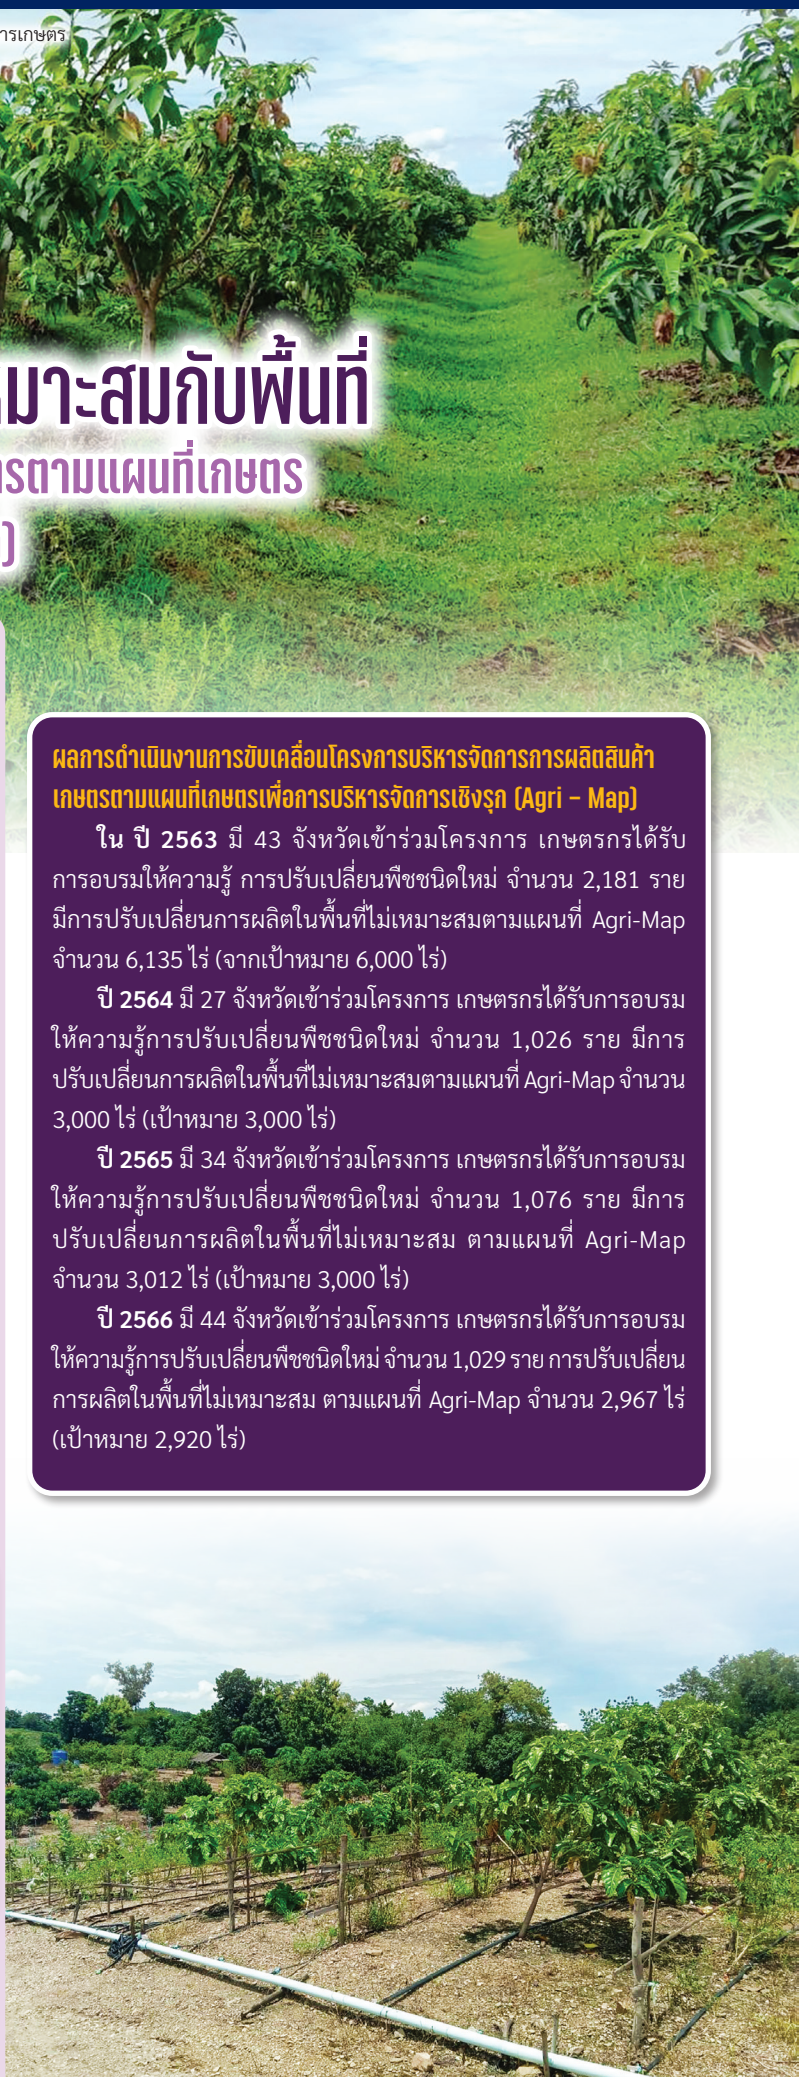 ารเกษตร
หมาะสมกับพื้นที่
ารตามแผนที่เกษตร
)
ผลการดำเนินงานการขับเคลื่อนโครงการบริหารจัดการการผลิตสินค้า
เกษตรตามแผนที่เกษตรเพื่อการบริหารจัดการเชิงรุก (Agri – Map)
ใน ปี 2563 มี 43 จังหวัดเข้าร่วมโครงการ เกษตรกรได้รับ
การอบรมให้ความรู้ การปรับเปลี่ยนพืชชนิดใหม่ จำนวน 2,181 ราย
มีการปรับเปลี่ยนการผลิตในพื้นที่ไม่เหมาะสมตามแผนที่ Agri-Map
จำนวน 6,135 ไร่ (จากเป้าหมาย 6,000 ไร่)
ปี 2564 มี 27 จังหวัดเข้าร่วมโครงการ เกษตรกรได้รับการอบรม
ให้ความรู้การปรับเปลี่ยนพืชชนิดใหม่ จำนวน 1,026 ราย มีการ
ปรับเปลี่ยนการผลิตในพื้นที่ไม่เหมาะสมตามแผนที่ Agri-Map จำนวน
3,000 ไร่ (เป้าหมาย 3,000 ไร่)
ปี 2565 มี 34 จังหวัดเข้าร่วมโครงการ เกษตรกรได้รับการอบรม
ให้ความรู้การปรับเปลี่ยนพืชชนิดใหม่ จำนวน 1,076 ราย มีการ
ปรับเปลี่ยนการผลิตในพื้นที่ไม่เหมาะสม ตามแผนที่ Agri-Map
จำนวน 3,012 ไร่ (เป้าหมาย 3,000 ไร่)
ปี 2566 มี 44 จังหวัดเข้าร่วมโครงการ เกษตรกรได้รับการอบรม
ให้ความรู้การปรับเปลี่ยนพืชชนิดใหม่ จำนวน 1,029 ราย การปรับเปลี่ยน
การผลิตในพื้นที่ไม่เหมาะสม ตามแผนที่ Agri-Map จำนวน 2,967 ไร่
(เป้าหมาย 2,920 ไร่)